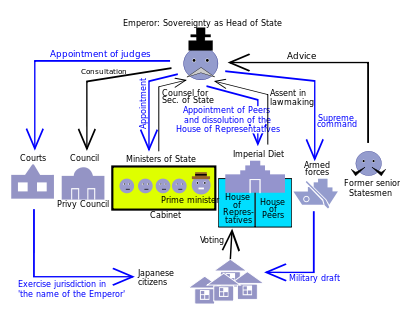 Emperor: Sovereignty as Head of State
Appointment of judges
Advice
Consultation
Appointment
Counsel for
Sec. of State
Assent in
lawmaking
Appointment of Peers
and dissolution of the
House of Representatives
Supreme
command
Courts
Council
Ministers of State
Imperial Diet
Armed
forces
Privy Council
Prime minister
Cabinet
House
of
Repres-
tatives
House
of
Peers
Former senior
Statesmen
Voting
Exercise jurisdiction in
'the name of the Emperor'
Japanese
citizens
Military draft